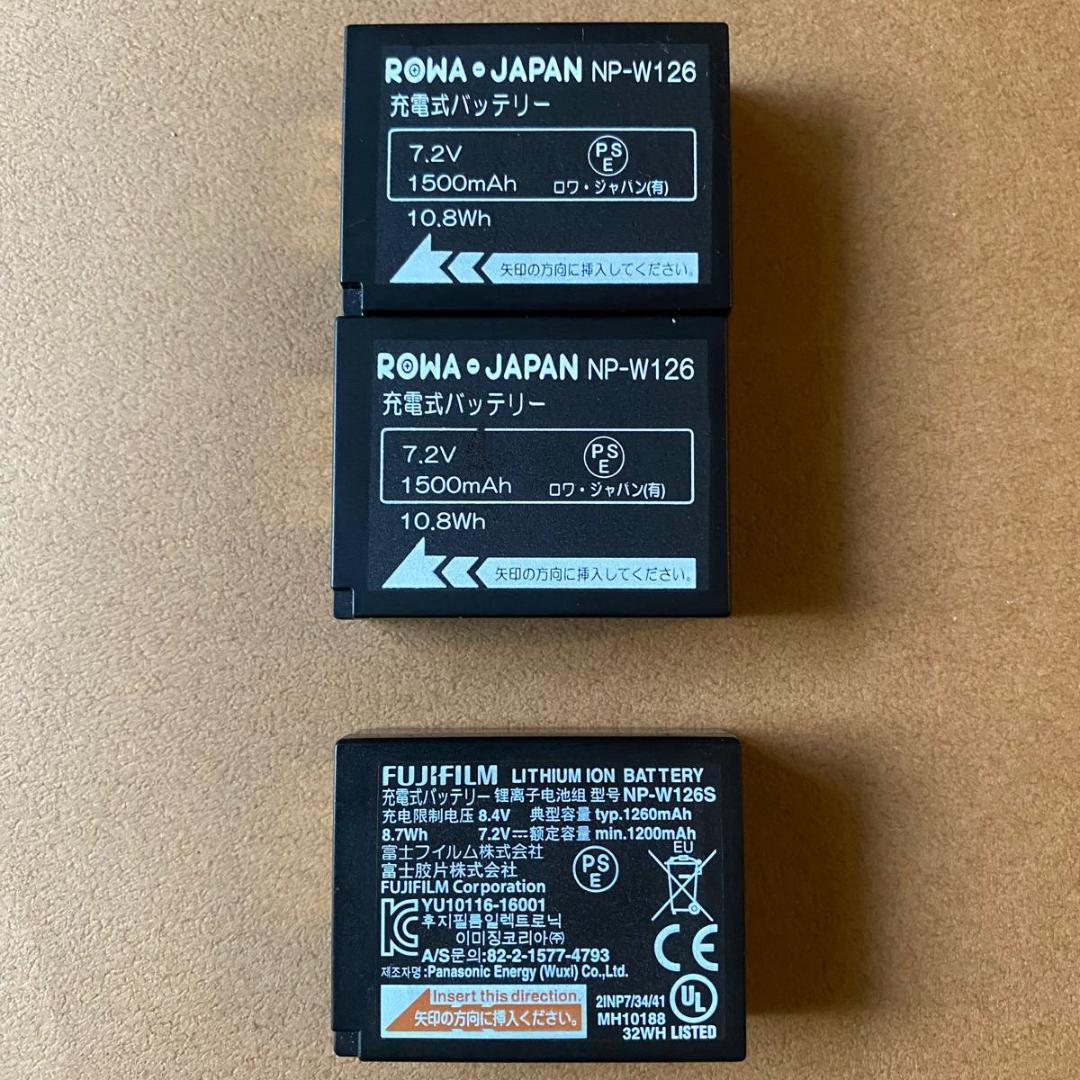 ROWA JAPAN NP-W126
充電式バッテリー
7.2V
PSE
1500mAh
ロワ・ジャパン(有)
10.8Wh
矢印の方向に挿入してください。
ROWA JAPAN NP-W126
充電式バッテリー
7.2V
PSE
1500mAh
ロワ・ジャパン(有)
10.8Wh
矢印の方向に挿入してください。
FUJIFILM LITHIUM ION BATTERY
充電式バッテリー 锂离子电池组 型号 NP-W126S
充电限制电压 8.4V 典型容量 typ.1260mAh
8.7Wh 7.2V⎓额定容量 min.1200mAh
富士フイルム株式会社
富士胶片株式会社
FUJIFILM Corporation
PSE
EU
YU10116-16001
후지필름일렉트로닉
이미징코리아㈜
A/S문의:82-2-1577-4793
제조자명:Panasonic Energy (Wuxi) Co.,Ltd.
CE
Insert this direction.
矢印の方向に挿入ください。
2INP7/34/41
MH10188
32WH
UL
LISTED